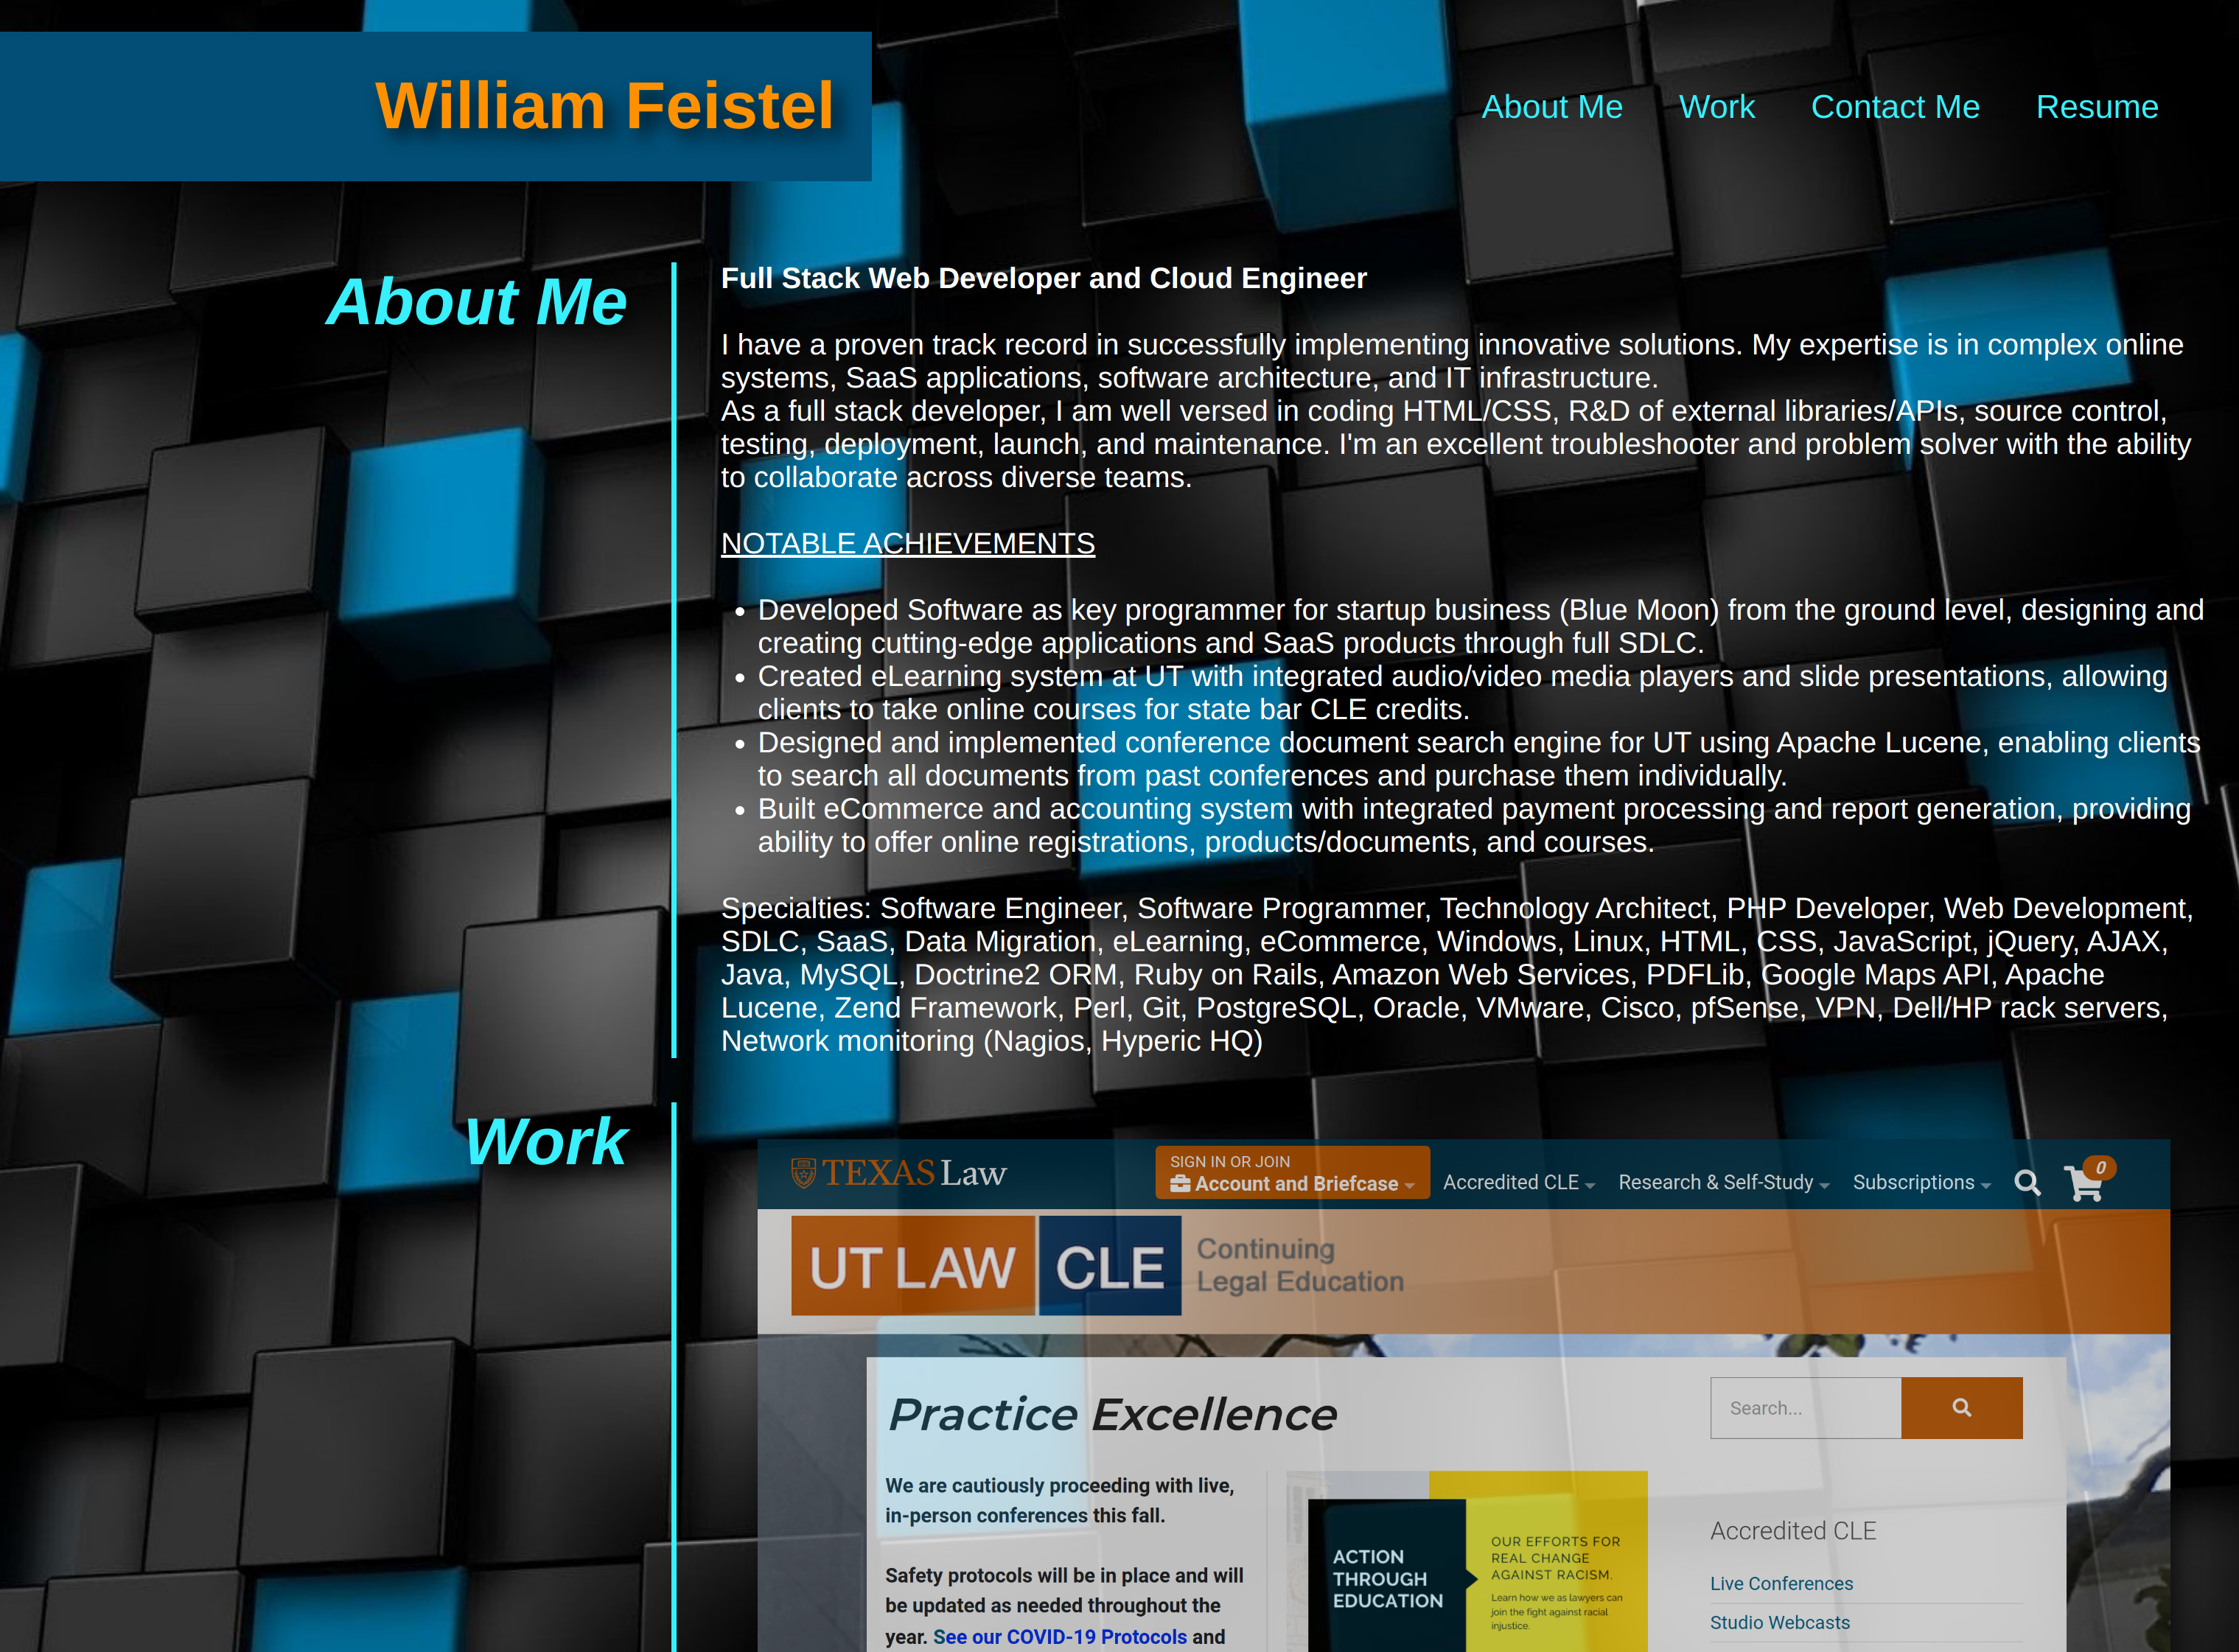 William Feistel
About Me
Work
Contact Me
Resume
About Me
Full Stack Web Developer and Cloud Engineer
I have a proven track record in successfully implementing innovative solutions. My expertise is in complex online
systems, SaaS applications, software architecture, and IT infrastructure.
As a full stack developer, I am well versed in coding HTML/CSS, R&D of external libraries/APIs, source control,
testing, deployment, launch, and maintenance. I'm an excellent troubleshooter and problem solver with the ability
to collaborate across diverse teams.
NOTABLE ACHIEVEMENTS
• Developed Software as key programmer for startup business (Blue Moon) from the ground level, designing and
creating cutting-edge applications and SaaS products through full SDLC.
• Created eLearning system at UT with integrated audio/video media players and slide presentations, allowing
clients to take online courses for state bar CLE credits.
• Designed and implemented conference document search engine for UT using Apache Lucene, enabling clients
to search all documents from past conferences and purchase them individually.
• Built eCommerce and accounting system with integrated payment processing and report generation, providing
ability to offer online registrations, products/documents, and courses.
Specialties: Software Engineer, Software Programmer, Technology Architect, PHP Developer, Web Development,
SDLC, SaaS, Data Migration, eLearning, eCommerce, Windows, Linux, HTML, CSS, JavaScript, jQuery, AJAX,
Java, MySQL, Doctrine2 ORM, Ruby on Rails, Amazon Web Services, PDFLib, Google Maps API, Apache
Lucene, Zend Framework, Perl, Git, PostgreSQL, Oracle, VMware, Cisco, pfSense, VPN, Dell/HP rack servers,
Network monitoring (Nagios, Hyperic HQ)
Work
TEXAS Law
SIGN IN OR JOIN
Account and Briefcase
Accredited CLE
Research & Self-Study
Subscriptions
0
UT LAW CLE
Continuing
Legal Education
Practice Excellence
Search...
We are cautiously proceeding with live,
in-person conferences this fall.
Safety protocols will be in place and will
be updated as needed throughout the
year. See our COVID-19 Protocols and
ACTION
THROUGH
EDUCATION
OUR EFFORTS FOR
REAL CHANGE
AGAINST RACISM.
Learn how we as lawyers can
join the fight against racial
injustice.
Accredited CLE
Live Conferences
Studio Webcasts